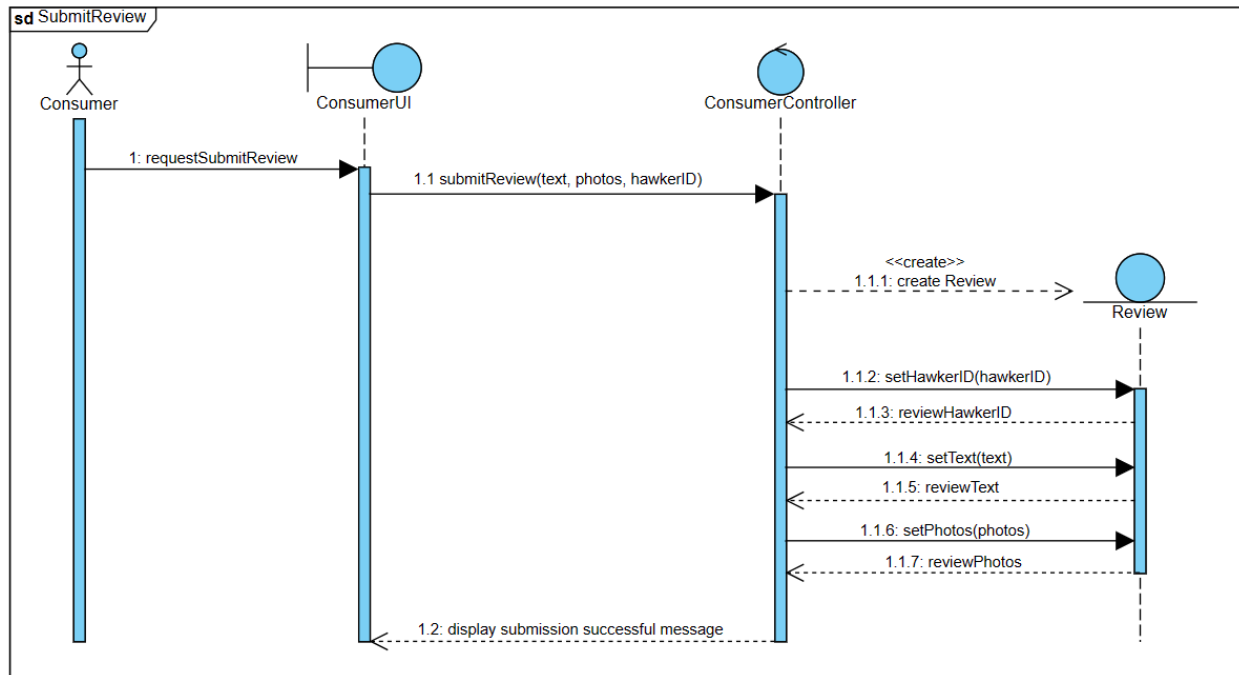 sd SubmitReview
Consumer
ConsumerUI
ConsumerController
1: requestSubmitReview
1.1 submitReview(text, photos, hawkerID)
<<create>>
1.1.1: create Review
Review
1.1.2: setHawkerID(hawkerID)
1.1.3: reviewHawkerID
1.1.4: setText(text)
1.1.5: reviewText
1.1.6: setPhotos(photos)
1.1.7: reviewPhotos
1.2: display submission successful message